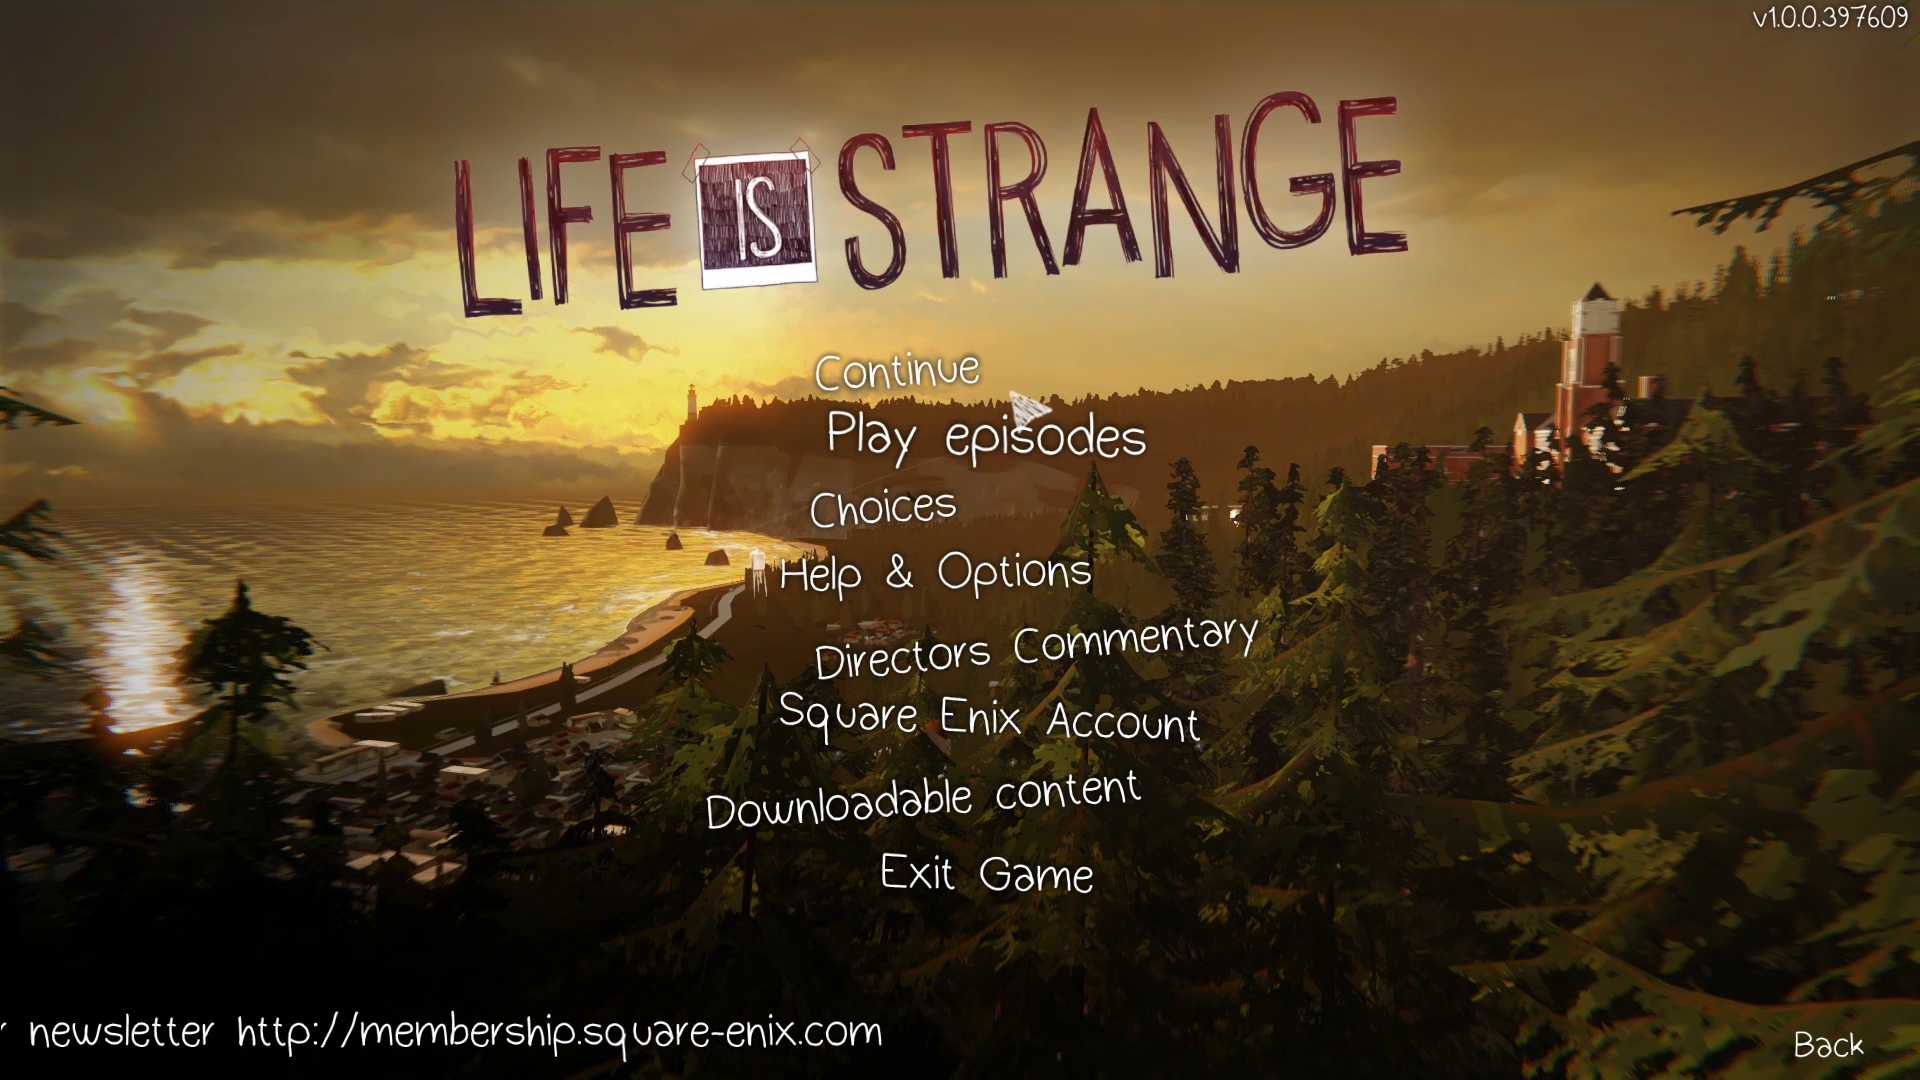 v1.0.0.397609
LIFE IS STRANGE
Continue
Play episodes
Choices
Help & Options
Directors Commentary
Square Enix Account
Downloadable content
Exit Game
newsletter http://membership.square-enix.com
Back